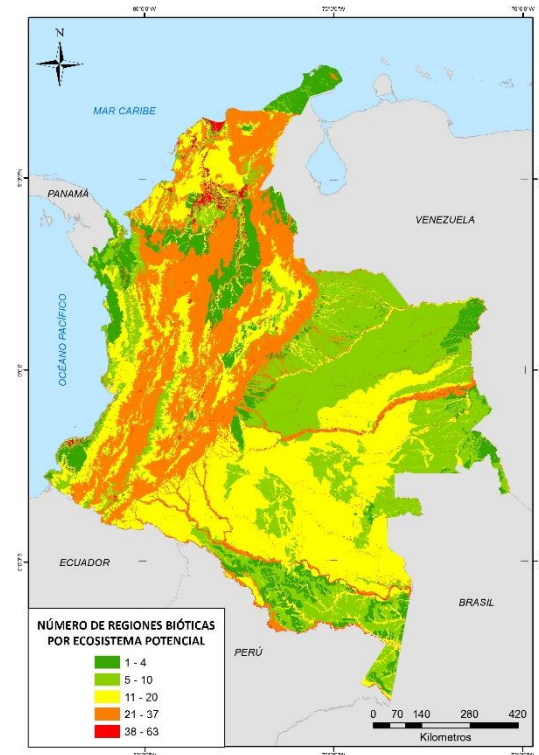 N
MAR CARIBE
PANAMÁ
VENEZUELA
OCÉANO PACÍFICO
ECUADOR
BRASIL
PERÚ
NÚMERO DE REGIONES BIÓTICAS
POR ECOSISTEMA POTENCIAL
1 - 4
5 - 10
11 - 20
21 - 37
38 - 63
0 70 140 280 420
Kilometros